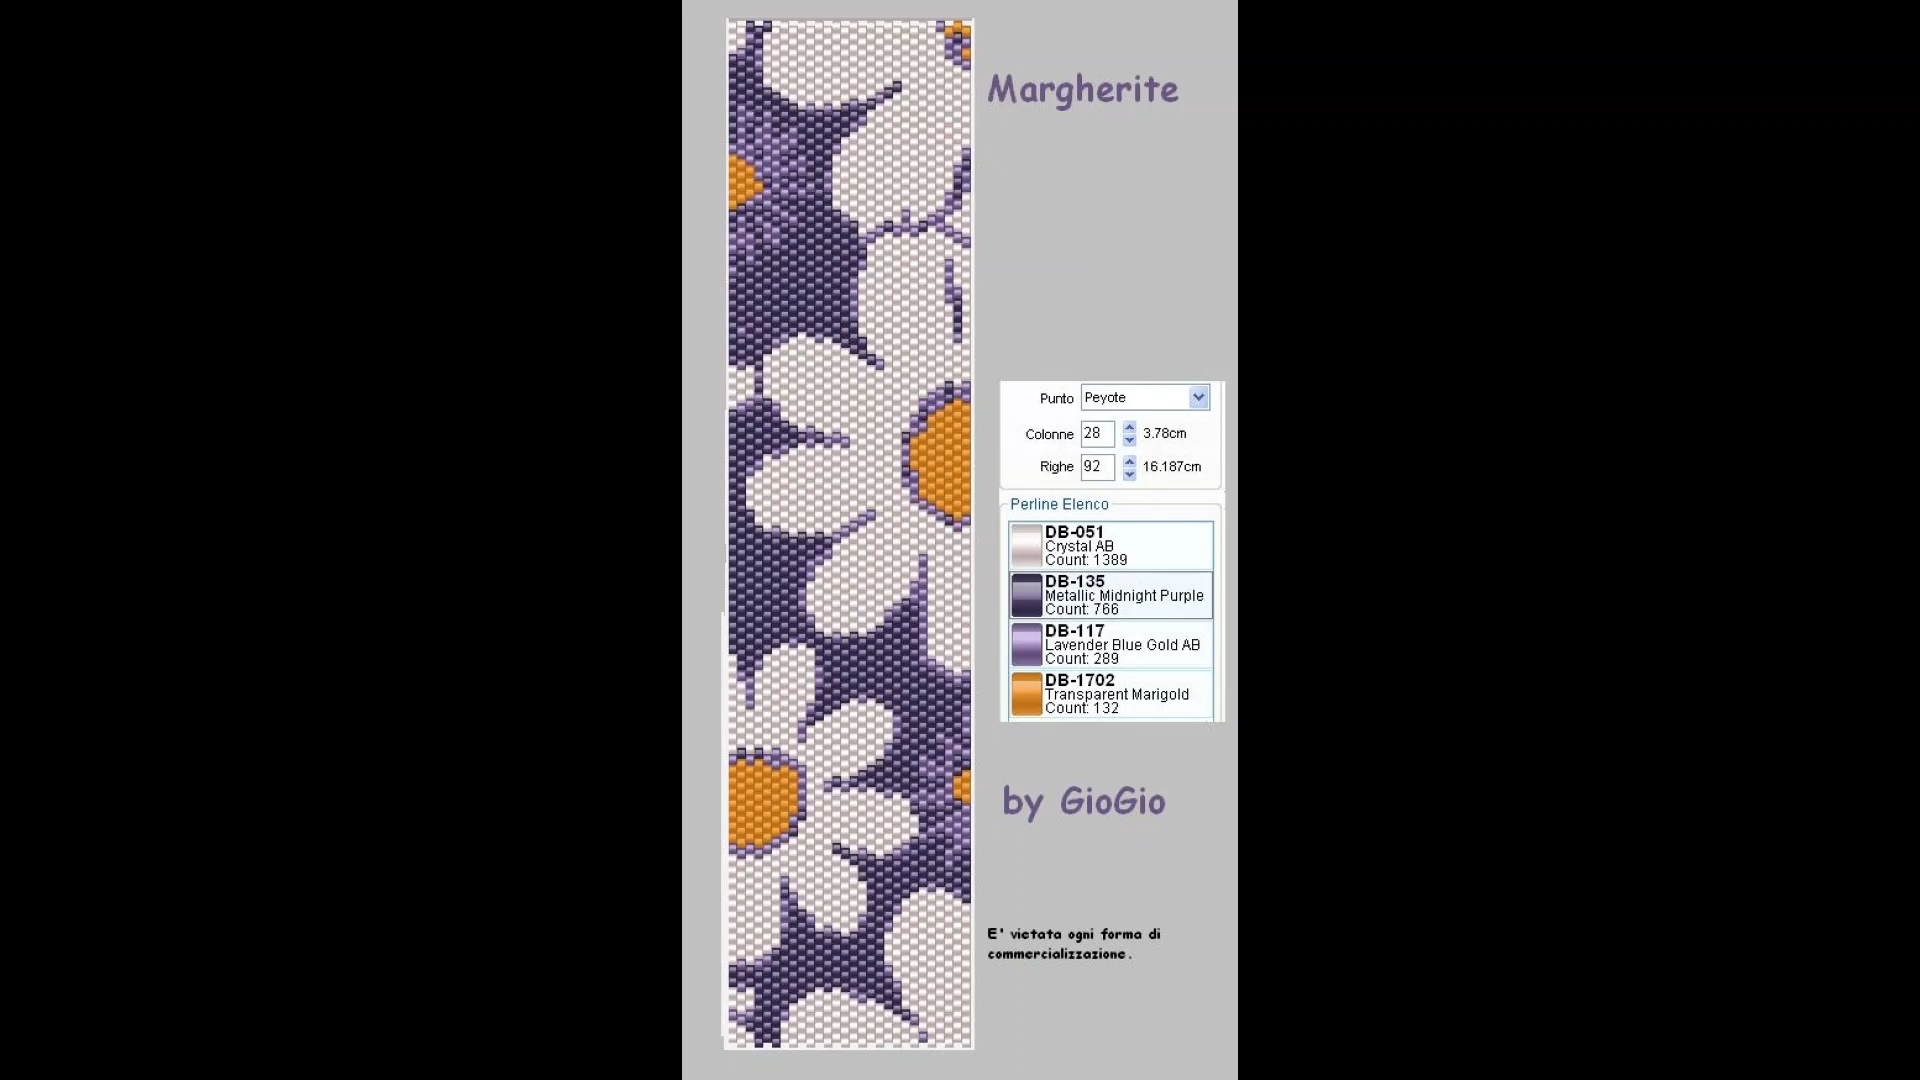 Margherite
Punto Peyote
Colonne 28 3.78cm
Righe 92 16.187cm
Perline Elenco
DB-051
Crystal AB
Count: 1389
DB-135
Metallic Midnight Purple
Count: 766
DB-117
Lavender Blue Gold AB
Count: 289
DB-1702
Transparent Marigold
Count: 132
by GioGio
E' vietata ogni forma di
commercializzazione.